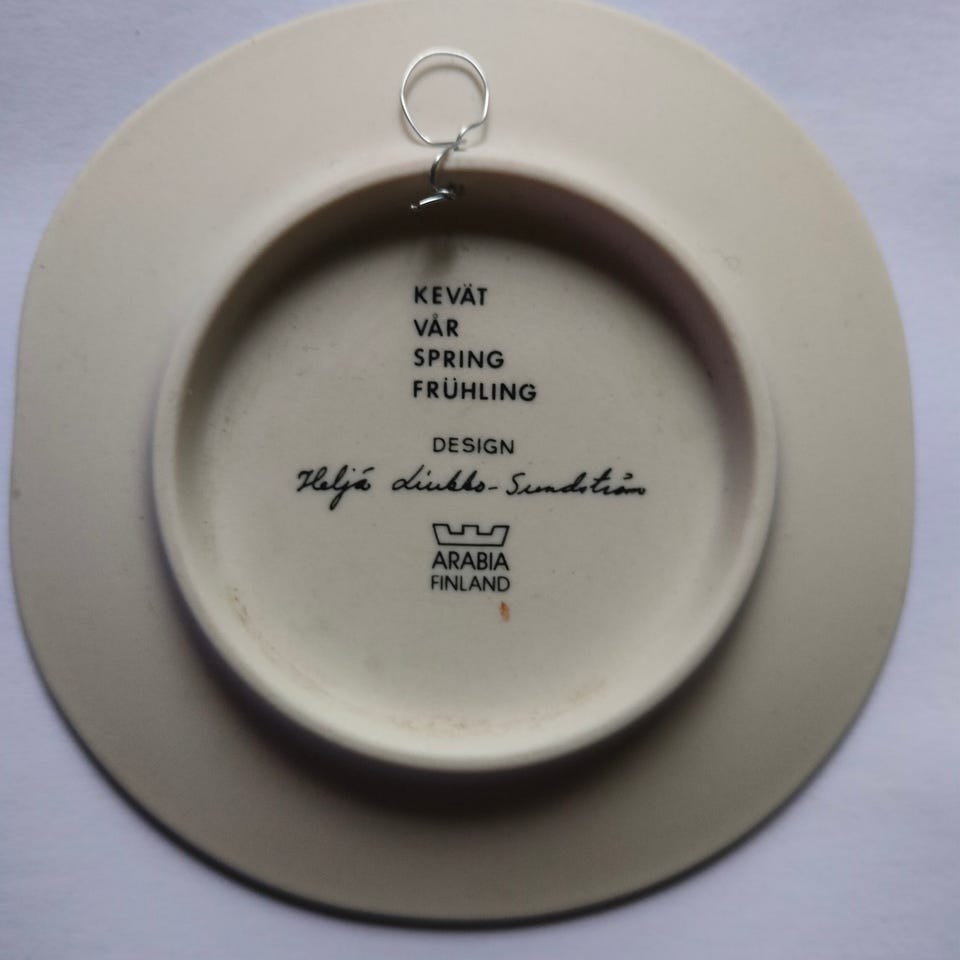 KEVÄT
VÅR
SPRING
FRÜHLING
DESIGN
Heljä Liukko-Sundström
ARABIA
FINLAND